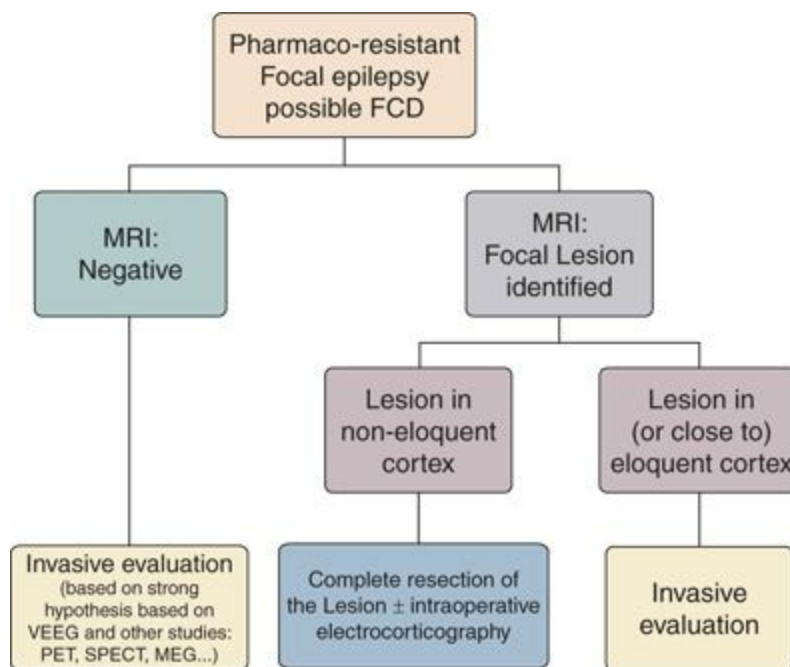 Pharmaco-resistant
Focal epilepsy
possible FCD
MRI:
Negative
MRI:
Focal Lesion
identified
Lesion in
non-eloquent
cortex
Lesion in
(or close to)
eloquent cortex
Invasive evaluation
(based on strong
hypothesis based on
VEEG and other studies:
PET, SPECT, MEG...)
Complete resection of
the Lesion ± intraoperative
electrocorticography
Invasive
evaluation